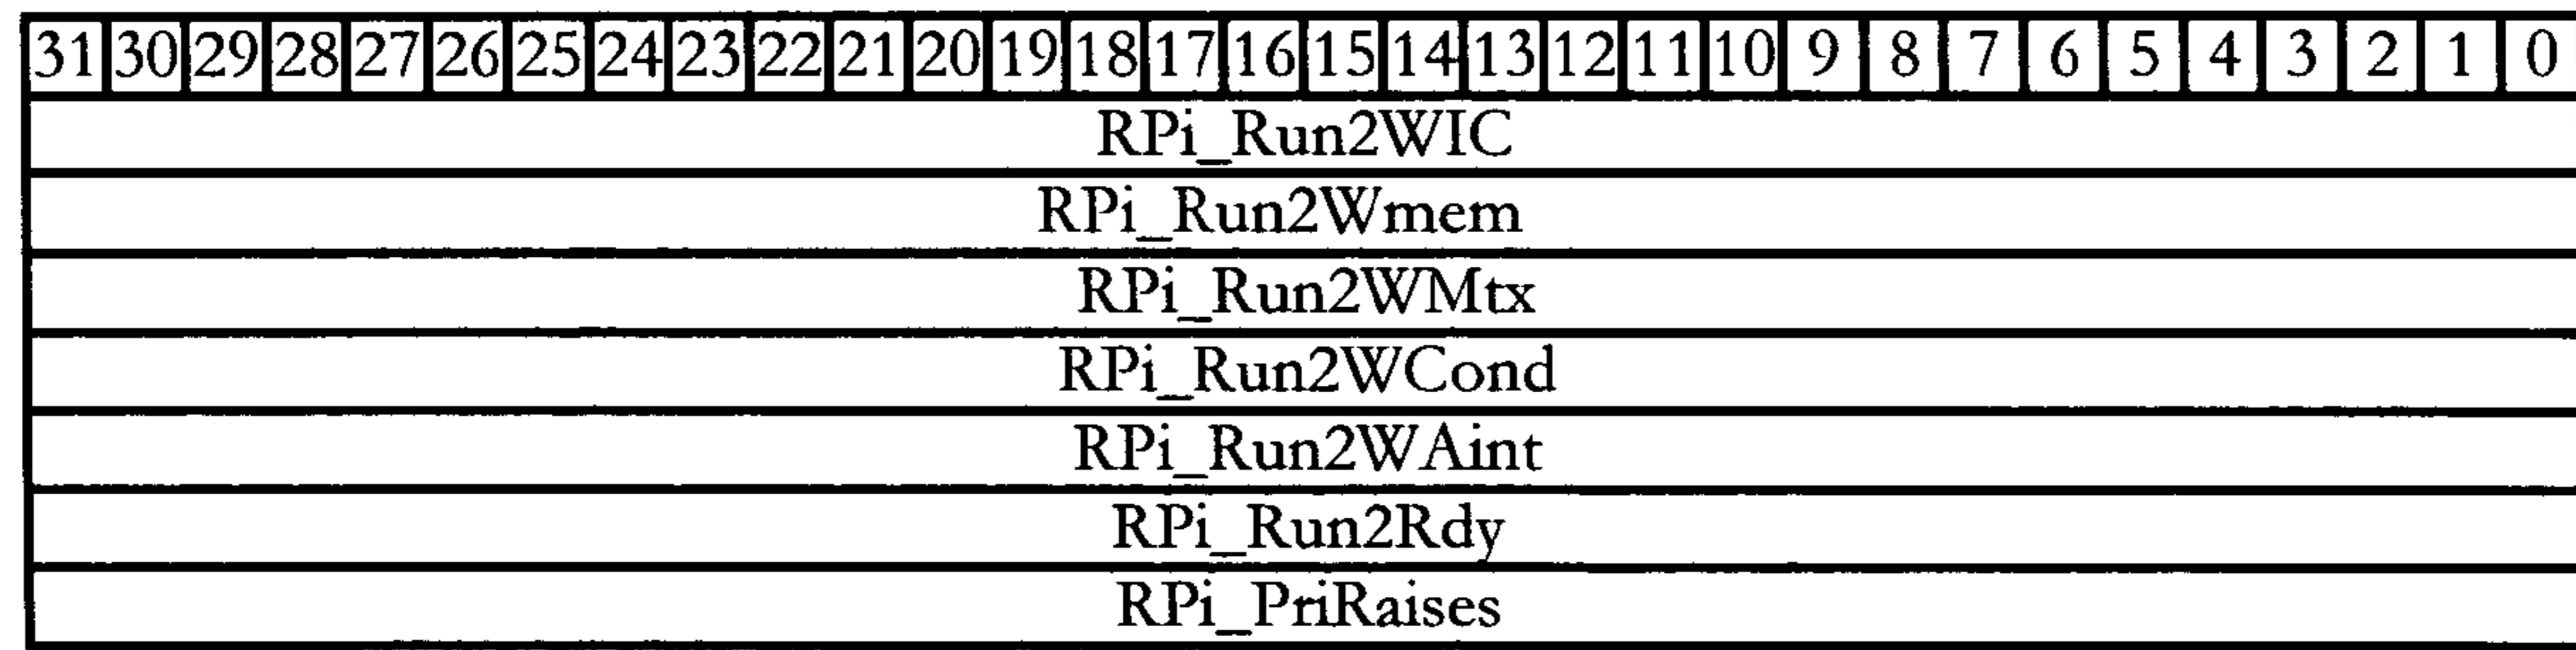 31 30 29 28 27 26 25 24 23 22 21 20 19 18 17 16 15 14 13 12 11 10 9 8 7 6 5 4 3 2 1 0
RPi_Run2WIC
RPi_Run2Wmem
RPi_Run2WMtx
RPi_Run2WCond
RPi_Run2WAint
RPi_Run2Rdy
RPi_PriRaises